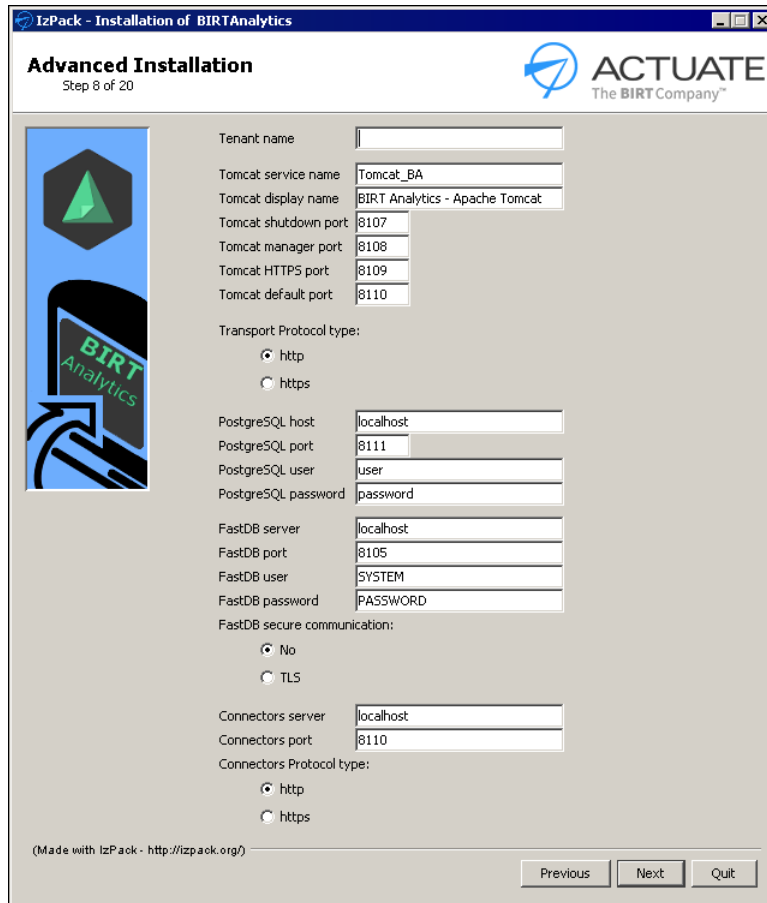 IzPack - Installation of BIRTAnalytics
Advanced Installation
Step 8 of 20
ACTUATE
The BIRT Company™
BIRT
Analytics
Tenant name
Tomcat service name Tomcat_BA
Tomcat display name BIRT Analytics - Apache Tomcat
Tomcat shutdown port 8107
Tomcat manager port 8108
Tomcat HTTPS port 8109
Tomcat default port 8110
Transport Protocol type:
http
https
PostgreSQL host localhost
PostgreSQL port 8111
PostgreSQL user user
PostgreSQL password password
FastDB server localhost
FastDB port 8105
FastDB user SYSTEM
FastDB password PASSWORD
FastDB secure communication:
No
TLS
Connectors server localhost
Connectors port 8110
Connectors Protocol type:
http
https
(Made with IzPack - http://izpack.org/)
Previous Next Quit